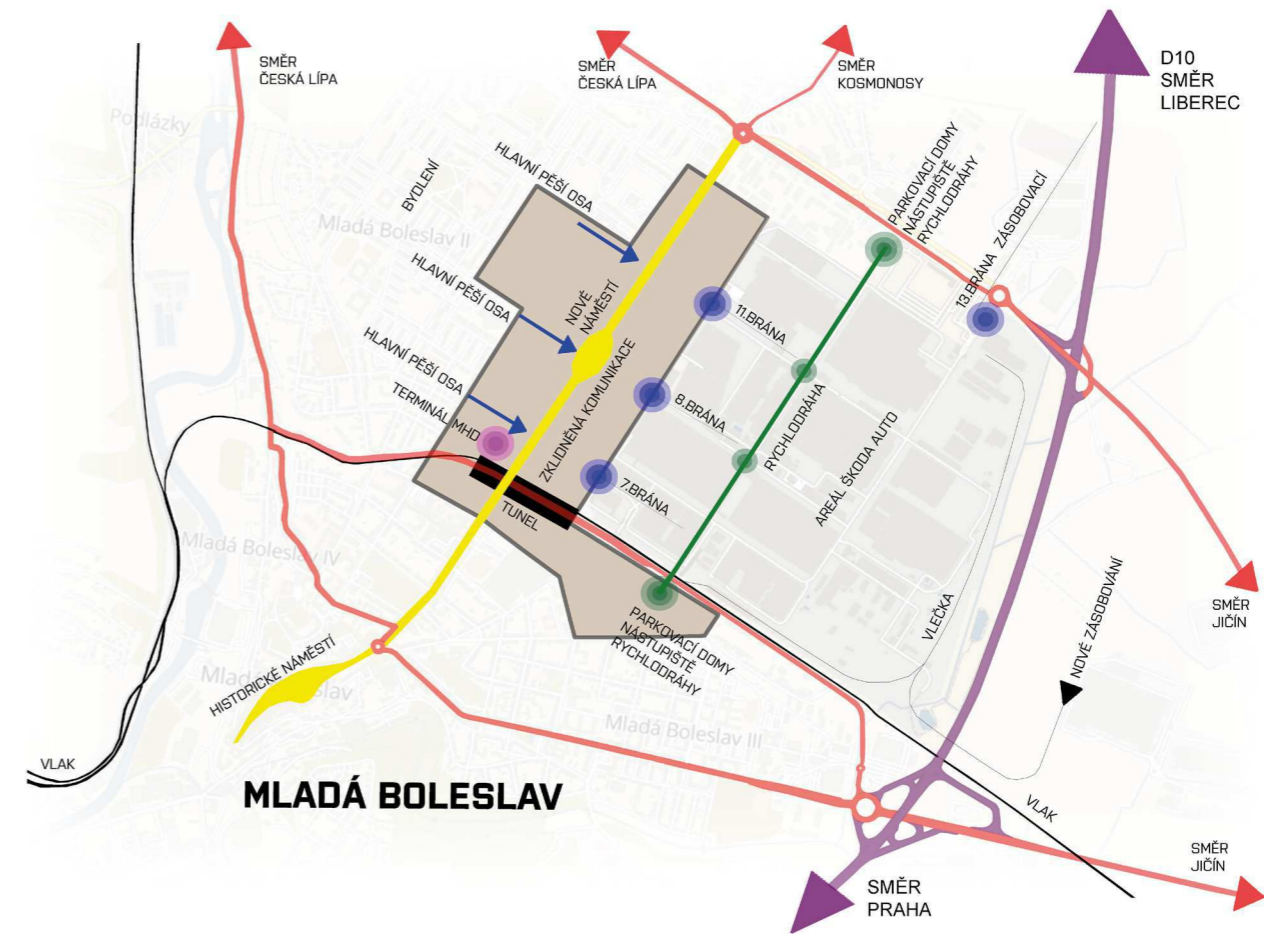 SMĚR
ČESKÁ LÍPA
SMĚR
ČESKÁ LÍPA
SMĚR
KOSMONOSY
D10
SMĚR
LIBEREC
Podlázky
BYDLENÍ
HLAVNÍ PĚŠÍ OSA
PARKOVACÍ DOMY
NÁSTUPIŠTĚ
RYCHLODRÁHY
13.BRÁNA ZÁSOBOVACÍ
Mladá Boleslav II
HLAVNÍ PĚŠÍ OSA
NOVÉ
NÁMĚSTÍ
11.BRÁNA
HLAVNÍ PĚŠÍ OSA
TERMINÁL MHD
ZKLIDNĚNÁ KOMUNIKACE
8.BRÁNA
RYCHLODRÁHA
AREÁL ŠKODA AUTO
7.BRÁNA
TUNEL
Mladá Boleslav IV
VLEČKA
NOVÉ ZÁSOBOVÁNÍ
SMĚR
JIČÍN
PARKOVACÍ DOMY
NÁSTUPIŠTĚ
RYCHLODRÁHY
HISTORICKÉ NÁMĚSTÍ
Mladá Boleslav
Mladá Boleslav III
VLAK
MLADÁ BOLESLAV
VLAK
SMĚR
JIČÍN
SMĚR
PRAHA